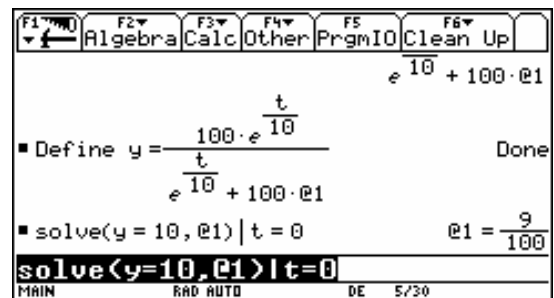 F1 F2 Algebra F3 Calc F4 Other F5 PrgmIO F6 Clean Up
e^(t/10) + 100·@1
▪ Define y = (100·e^(t/10))/(e^(t/10) + 100·@1) Done
▪ solve(y = 10, @1) | t = 0 @1 = 9/100
solve(y=10,@1)|t=0
MAIN RAD AUTO DE 5/30